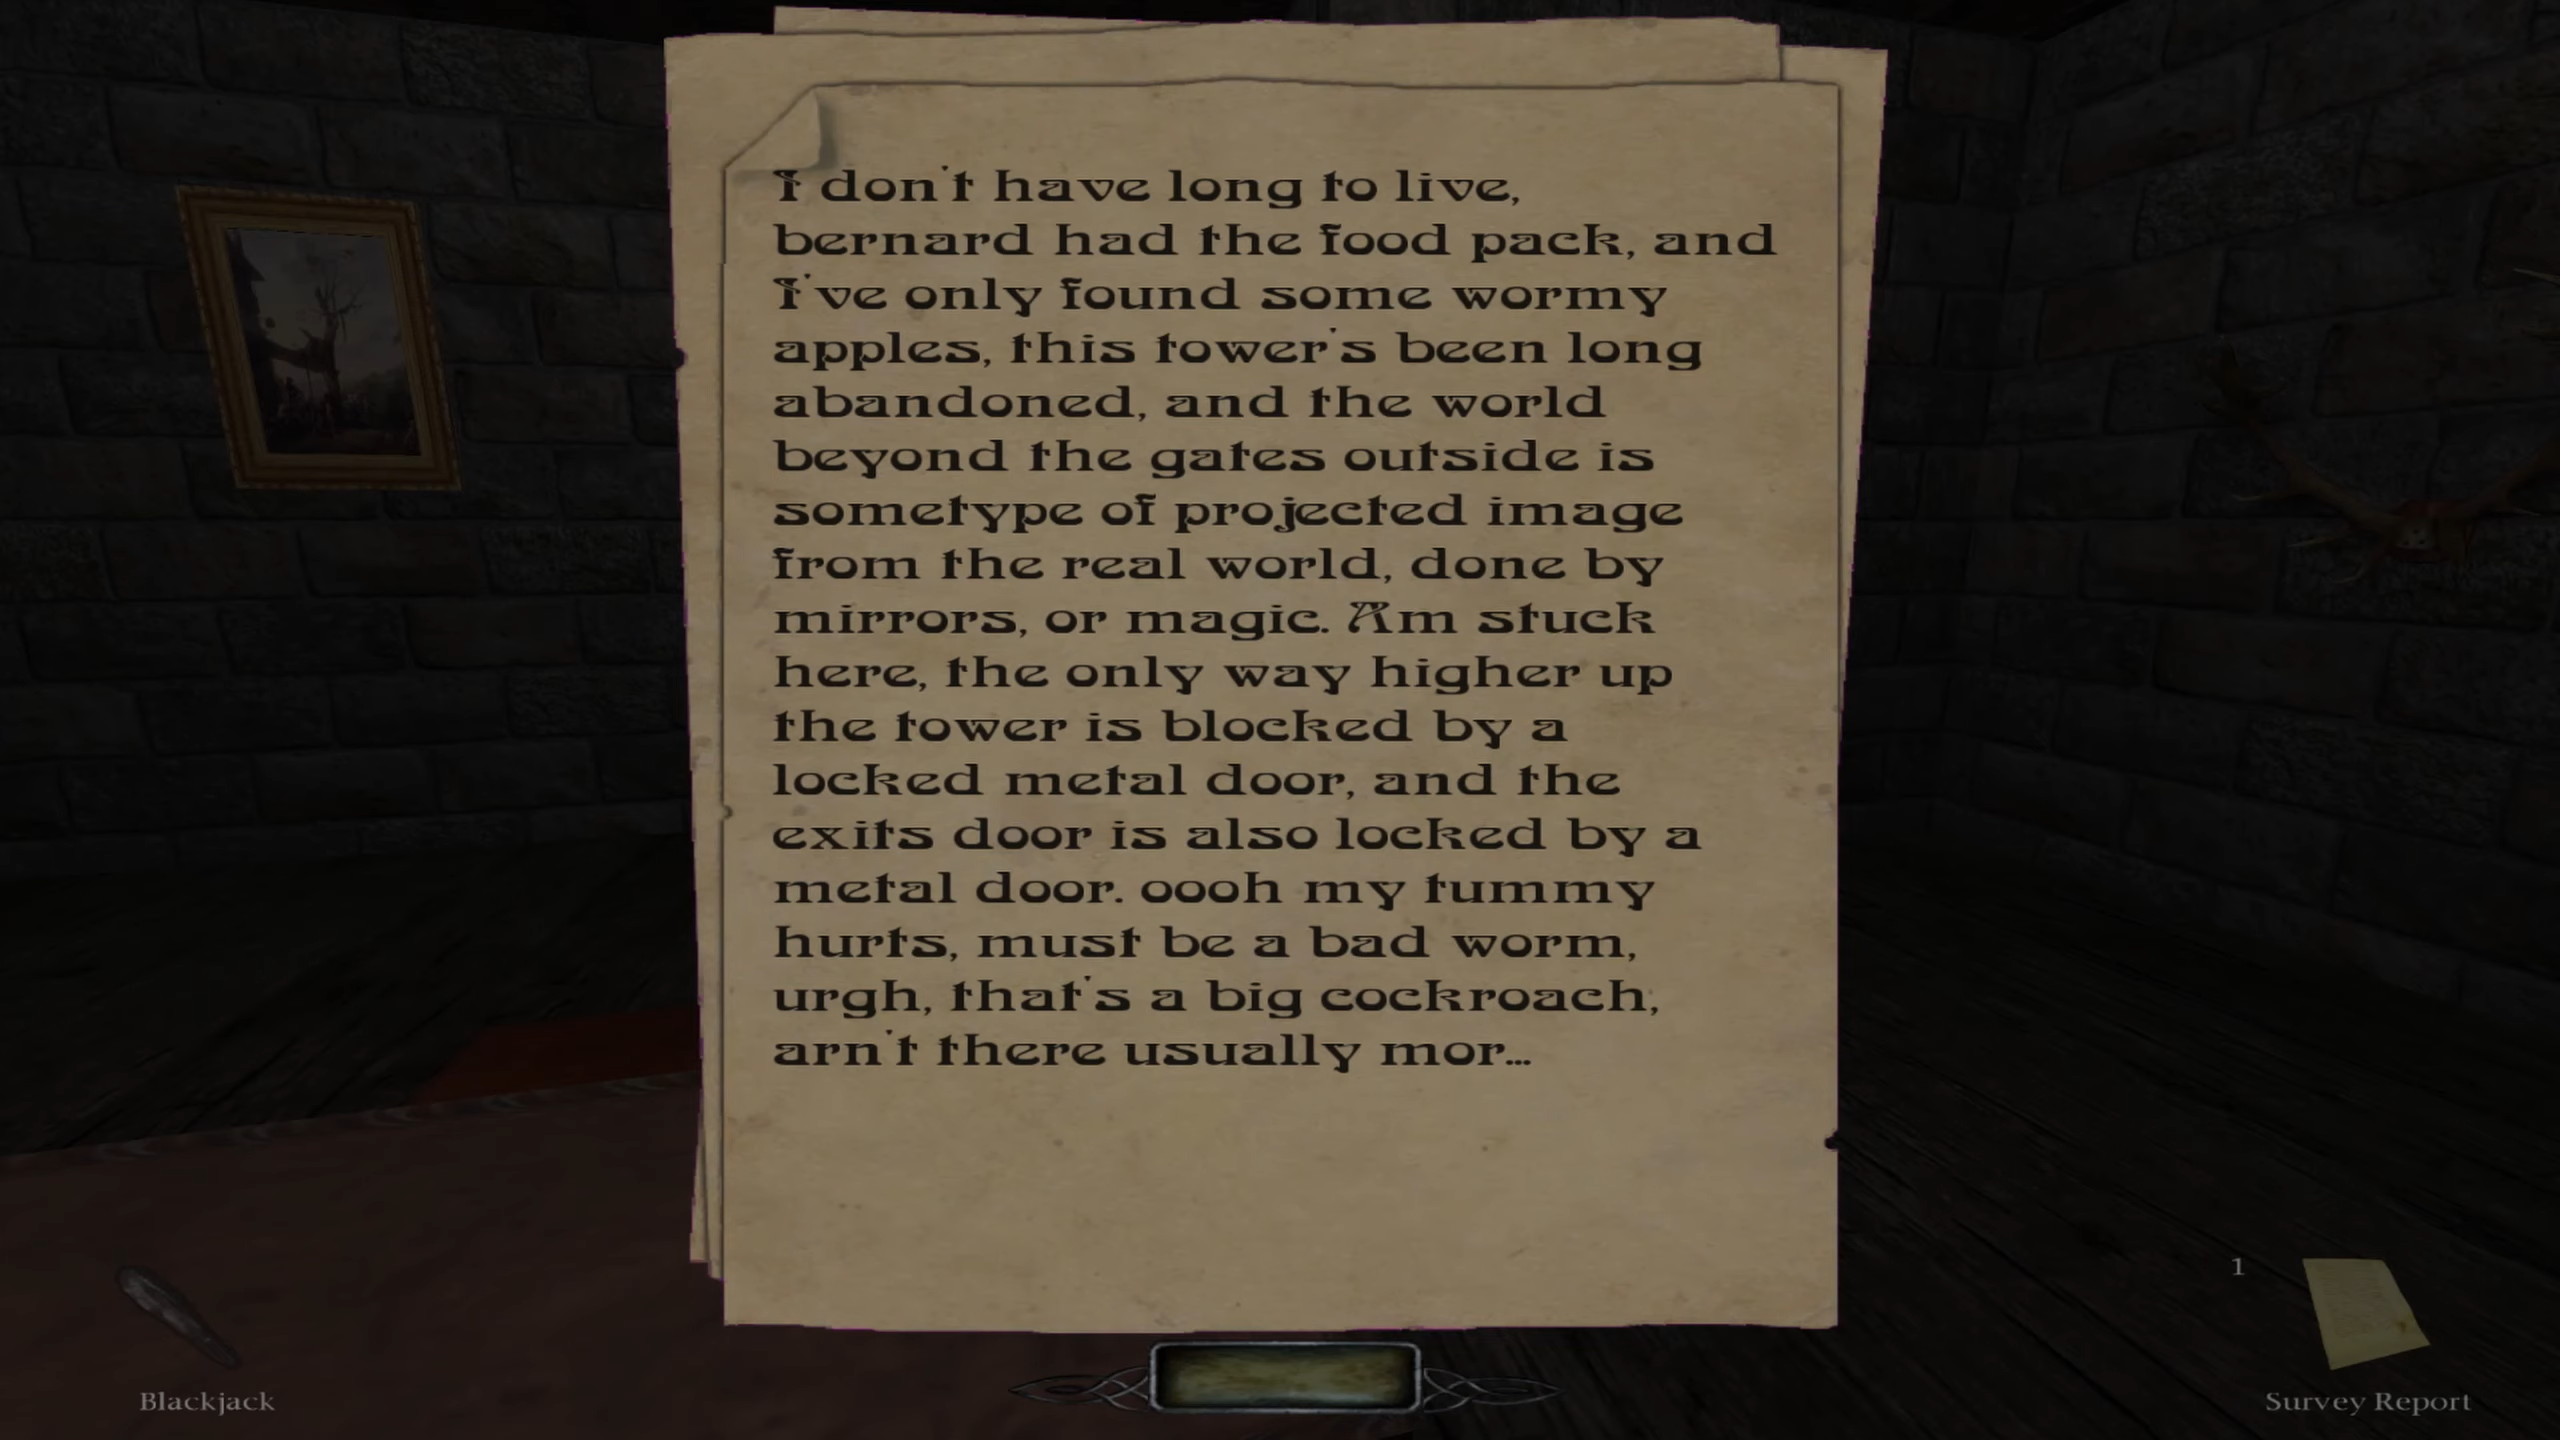 I don't have long to live,
bernard had the food pack, and
I've only found some wormy
apples, this tower's been long
abandoned, and the world
beyond the gates outside is
sometype of projected image
from the real world, done by
mirrors, or magic. Am stuck
here, the only way higher up
the tower is blocked by a
locked metal door, and the
exits door is also locked by a
metal door. oooh my tummy
hurts, must be a bad worm,
urgh, that's a big cockroach,
arn't there usually mor...
1
Blackjack
Survey Report